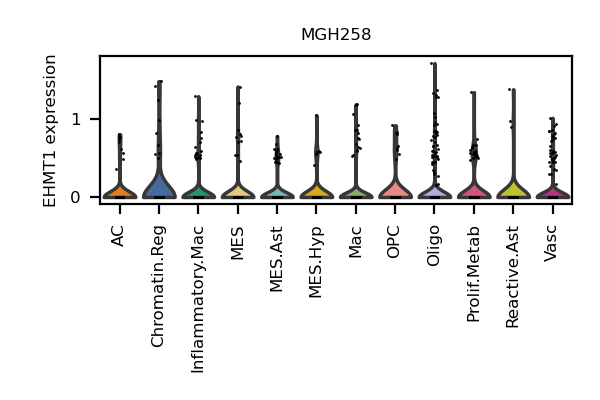 MGH258
EHMT1 expression
1
0
AC
Chromatin.Reg
Inflammatory.Mac
MES
MES.Ast
MES.Hyp
Mac
OPC
Oligo
Prolif.Metab
Reactive.Ast
Vasc